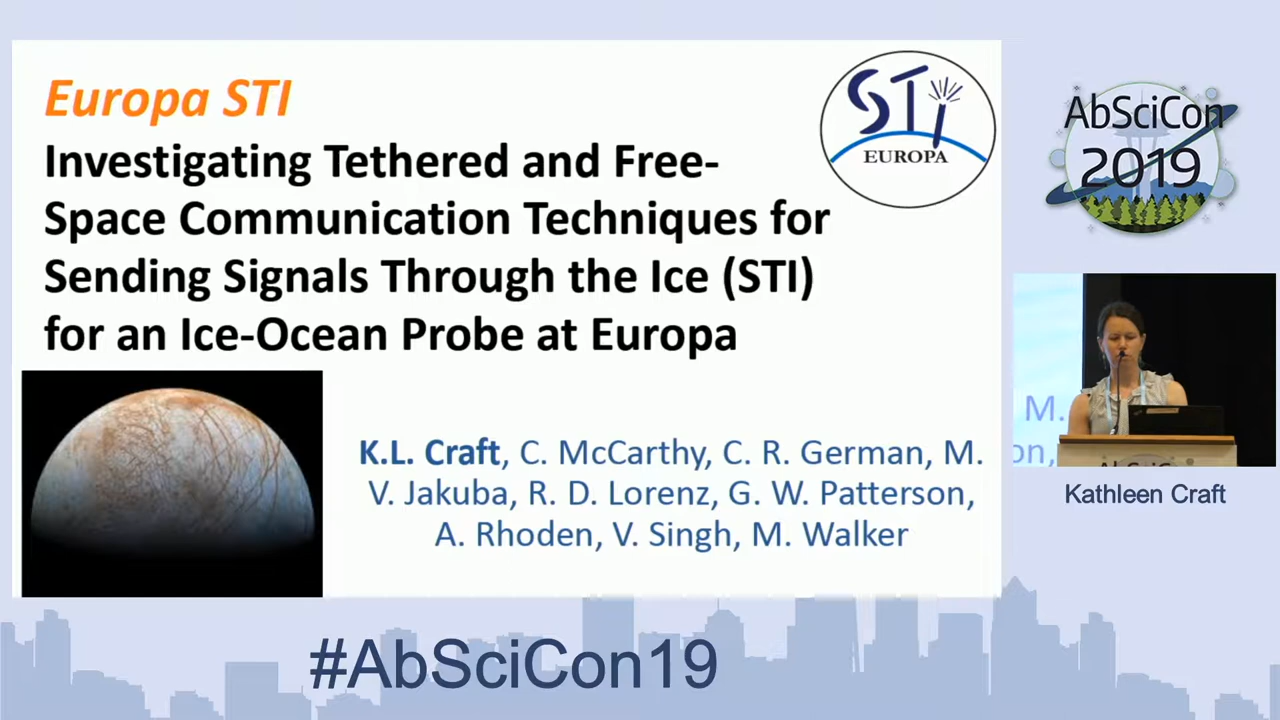 Europa STI
Investigating Tethered and Free-
Space Communication Techniques for
Sending Signals Through the Ice (STI)
for an Ice-Ocean Probe at Europa
STI
EUROPA
K.L. Craft, C. McCarthy, C. R. German, M.
V. Jakuba, R. D. Lorenz, G. W. Patterson,
A. Rhoden, V. Singh, M. Walker
AbSciCon
2019
M.
on,
AbSciCon
Kathleen Craft
#AbSciCon19